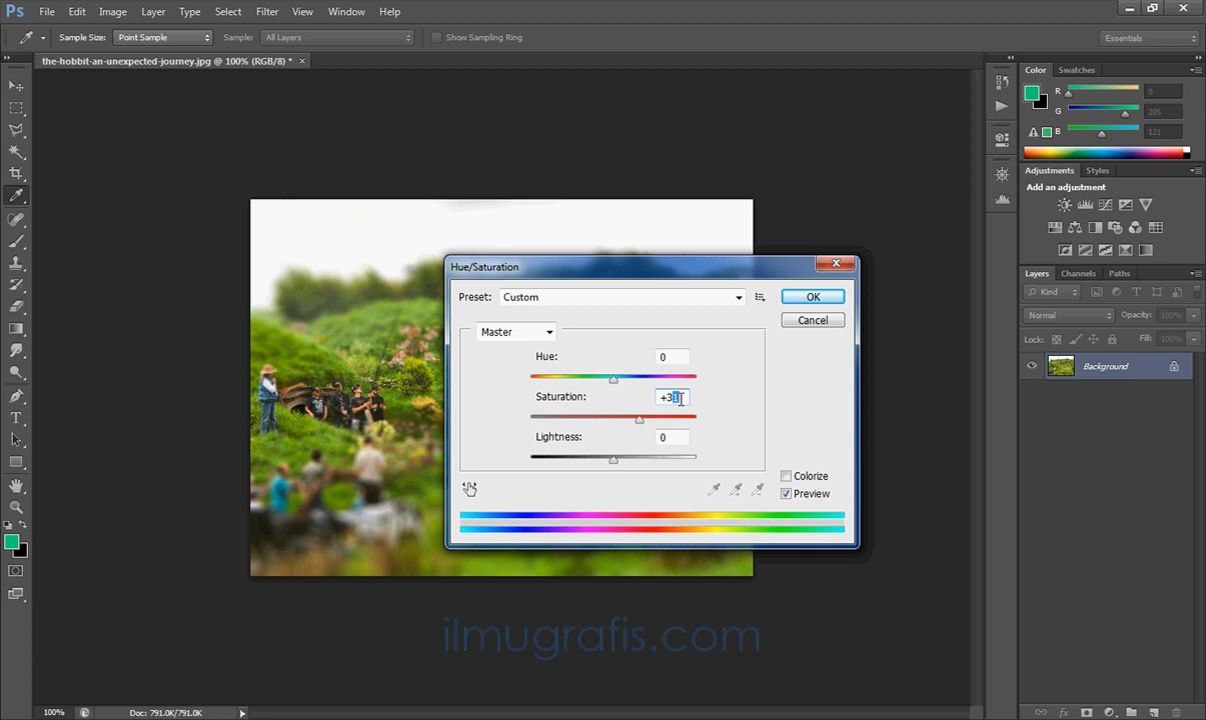 Ps File Edit Image Layer Type Select Filter View Window Help
Sample Size: Point Sample Sample: All Layers Show Sampling Ring Essentials
the-hobbit-an-unexpected-journey.jpg @ 100% (RGB/8) * ×
Color Swatches
R 0
G 205
B 121
Adjustments Styles
Add an adjustment
Layers Channels Paths
Kind
Normal Opacity: 100%
Lock: Fill: 100%
Background
Hue/Saturation
Preset: Custom OK
Cancel
Master
Hue: 0
Saturation: +31
Lightness: 0
Colorize
Preview
ilmugrafis.com
100% Doc: 791.0K/791.0K